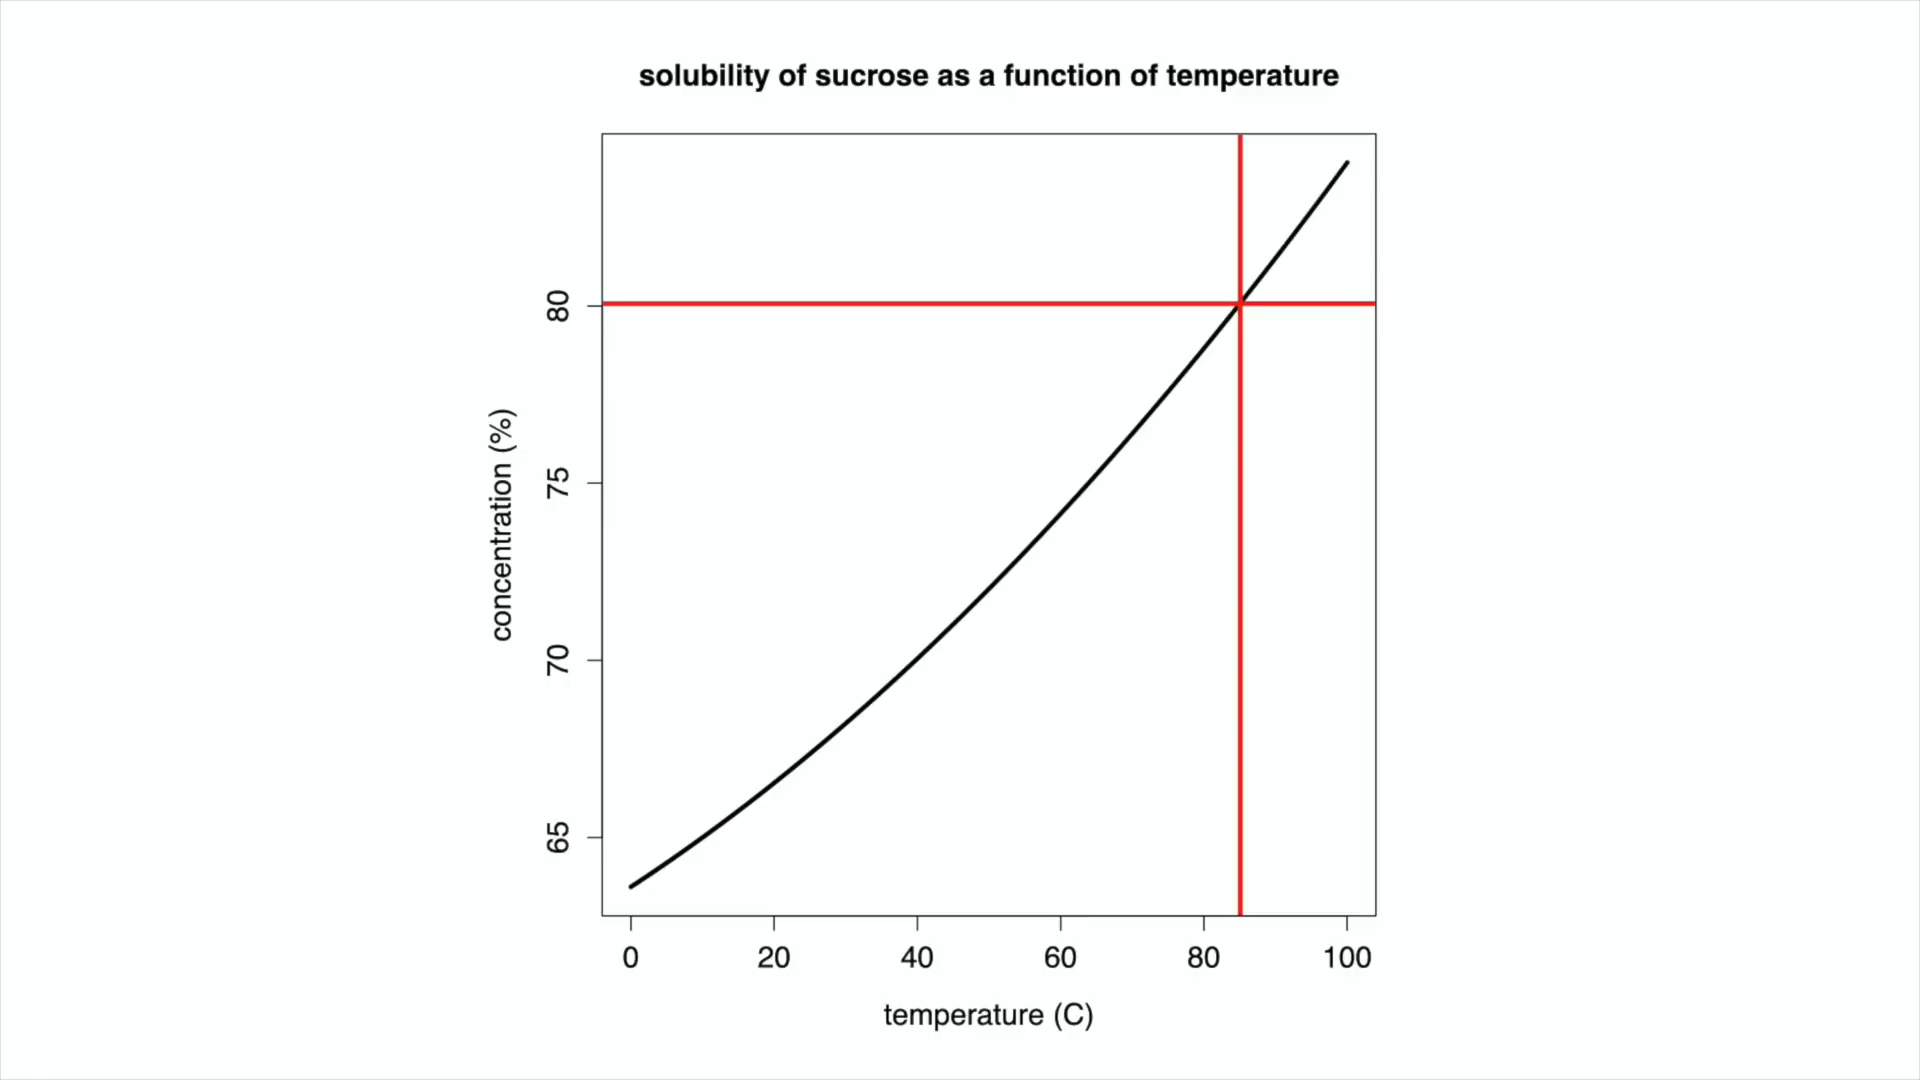 solubility of sucrose as a function of temperature
concentration (%)
80
75
70
65
0 20 40 60 80 100
temperature (C)